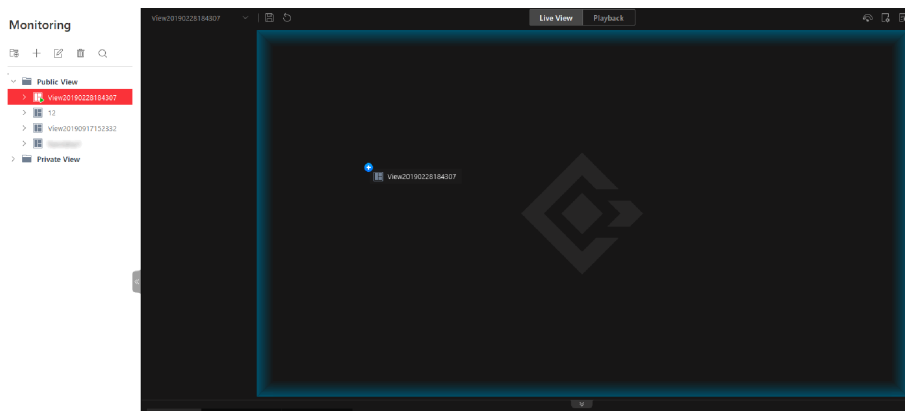 Monitoring
View20190228184307
Live View
Playback
Public View
View20190228184307
12
View20190917152332
Private View
View20190228184307